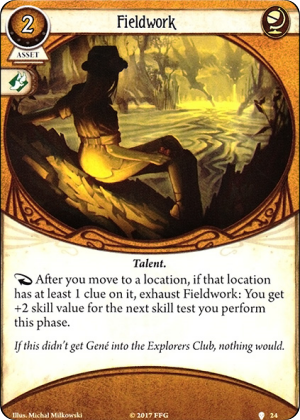 Fieldwork
2
ASSET
Talent.
After you move to a location, if that location
has at least 1 clue on it, exhaust Fieldwork: You get
+2 skill value for the next skill test you perform
this phase.
If this didn't get Gené into the Explorers Club, nothing would.
Illus. Michal Milkowski
© 2017 FFG
24